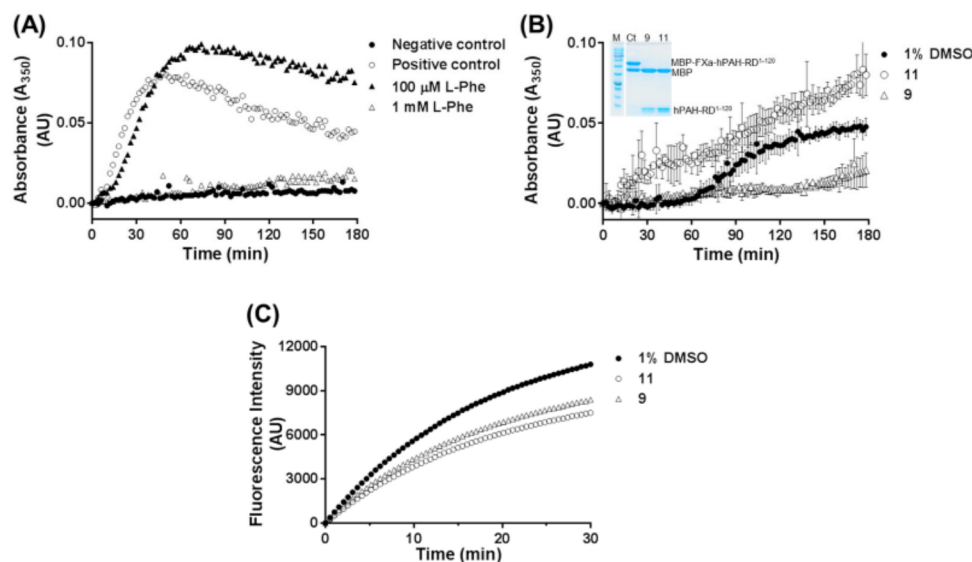 (A)
Absorbance (A350)
(AU)
0.10
0.05
0.00
0 30 60 90 120 150 180
Time (min)
Negative control
Positive control
100 μM L-Phe
1 mM L-Phe
(B)
Absorbance (A350)
(AU)
0.10
0.05
0.00
M Ct 9 11
MBP-FXa-hPAH-RD1-120
MBP
hPAH-RD1-120
0 30 60 90 120 150 180
Time (min)
1% DMSO
11
9
(C)
Fluorescence Intensity
(AU)
12000
9000
6000
3000
0
0 10 20 30
Time (min)
1% DMSO
11
9